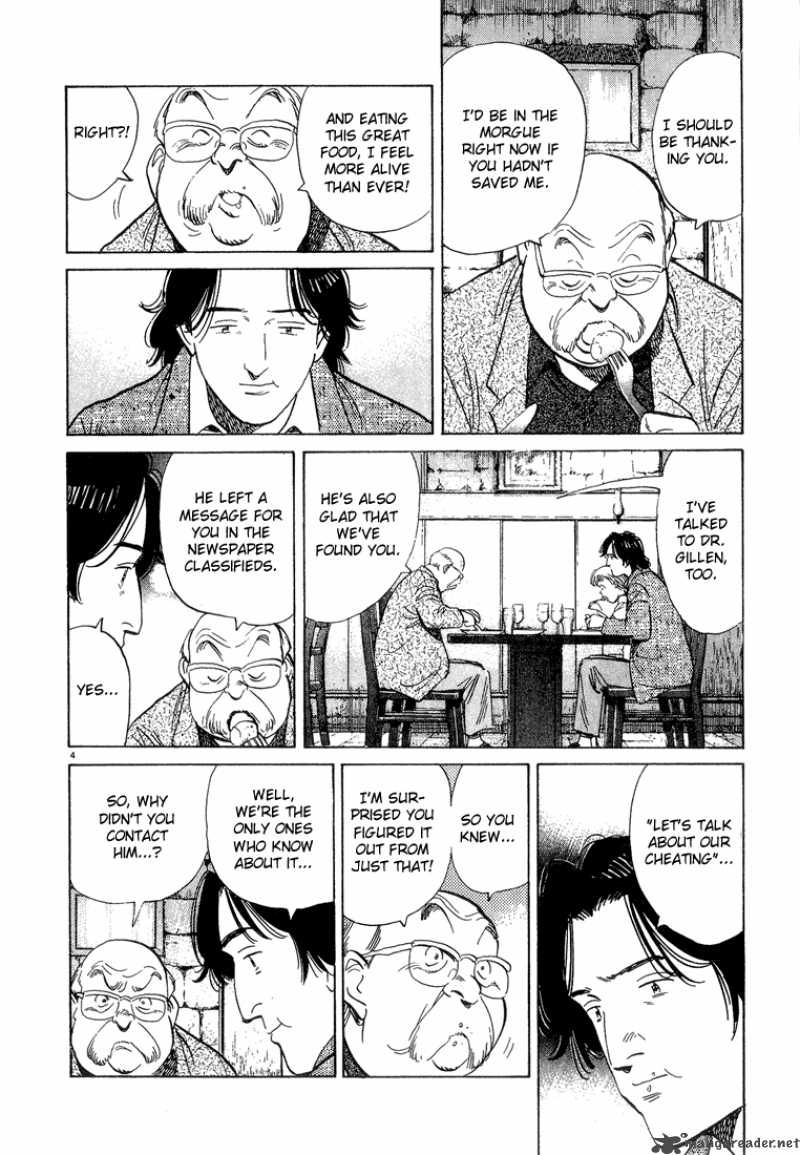 I SHOULD
BE THANK-
ING YOU.
I'D BE IN THE
MORGUE
RIGHT NOW IF
YOU HADN'T
SAVED ME.
AND EATING
THIS GREAT
FOOD, I FEEL
MORE ALIVE
THAN EVER!
RIGHT?!
I'VE
TALKED
TO DR.
GILLEN,
TOO.
HE'S ALSO
GLAD THAT
WE'VE
FOUND YOU.
HE LEFT A
MESSAGE FOR
YOU IN THE
NEWSPAPER
CLASSIFIEDS.
YES...
4
"LET'S TALK
ABOUT OUR
CHEATING"...
SO YOU
KNEW...
I'M SUR-
PRISED YOU
FIGURED IT
OUT FROM
JUST THAT!
WELL,
WE'RE THE
ONLY ONES
WHO KNOW
ABOUT IT...
SO, WHY
DIDN'T YOU
CONTACT
HIM...?
mangareader.net